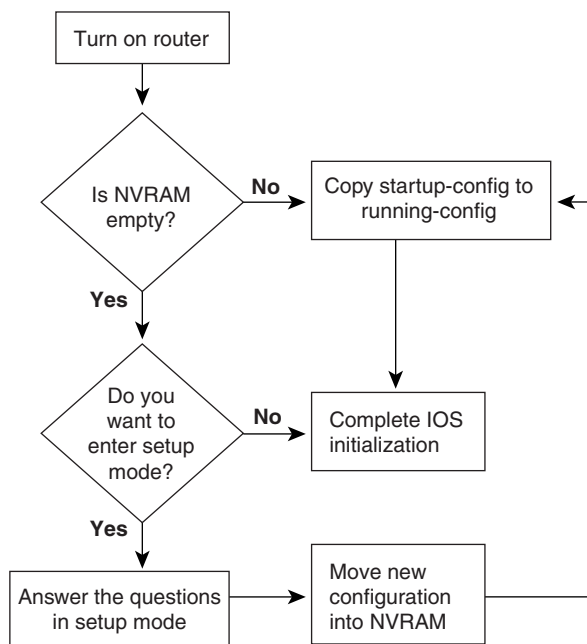 Turn on router
Is NVRAM
empty?
No
Copy startup-config to
running-config
Yes
Do you
want to
enter setup
mode?
No
Complete IOS
initialization
Yes
Answer the questions
in setup mode
Move new
configuration
into NVRAM